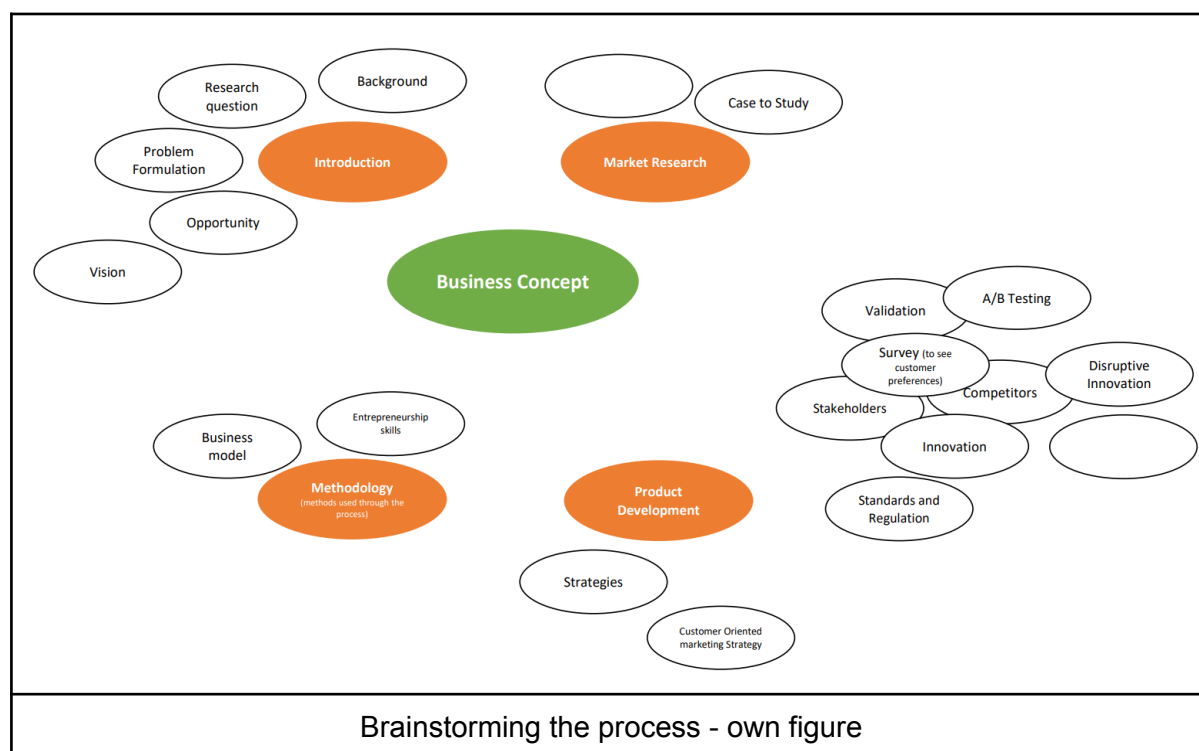 Background
Research
question
Case to Study
Problem
Formulation
Introduction
Market Research
Opportunity
Vision
Business Concept
A/B Testing
Validation
Survey (to see
customer
preferences)
Disruptive
Innovation
Competitors
Stakeholders
Entrepreneurship
skills
Business
model
Innovation
Methodology
(methods used through the
process)
Product
Development
Standards and
Regulation
Strategies
Customer Oriented
marketing Strategy
Brainstorming the process - own figure